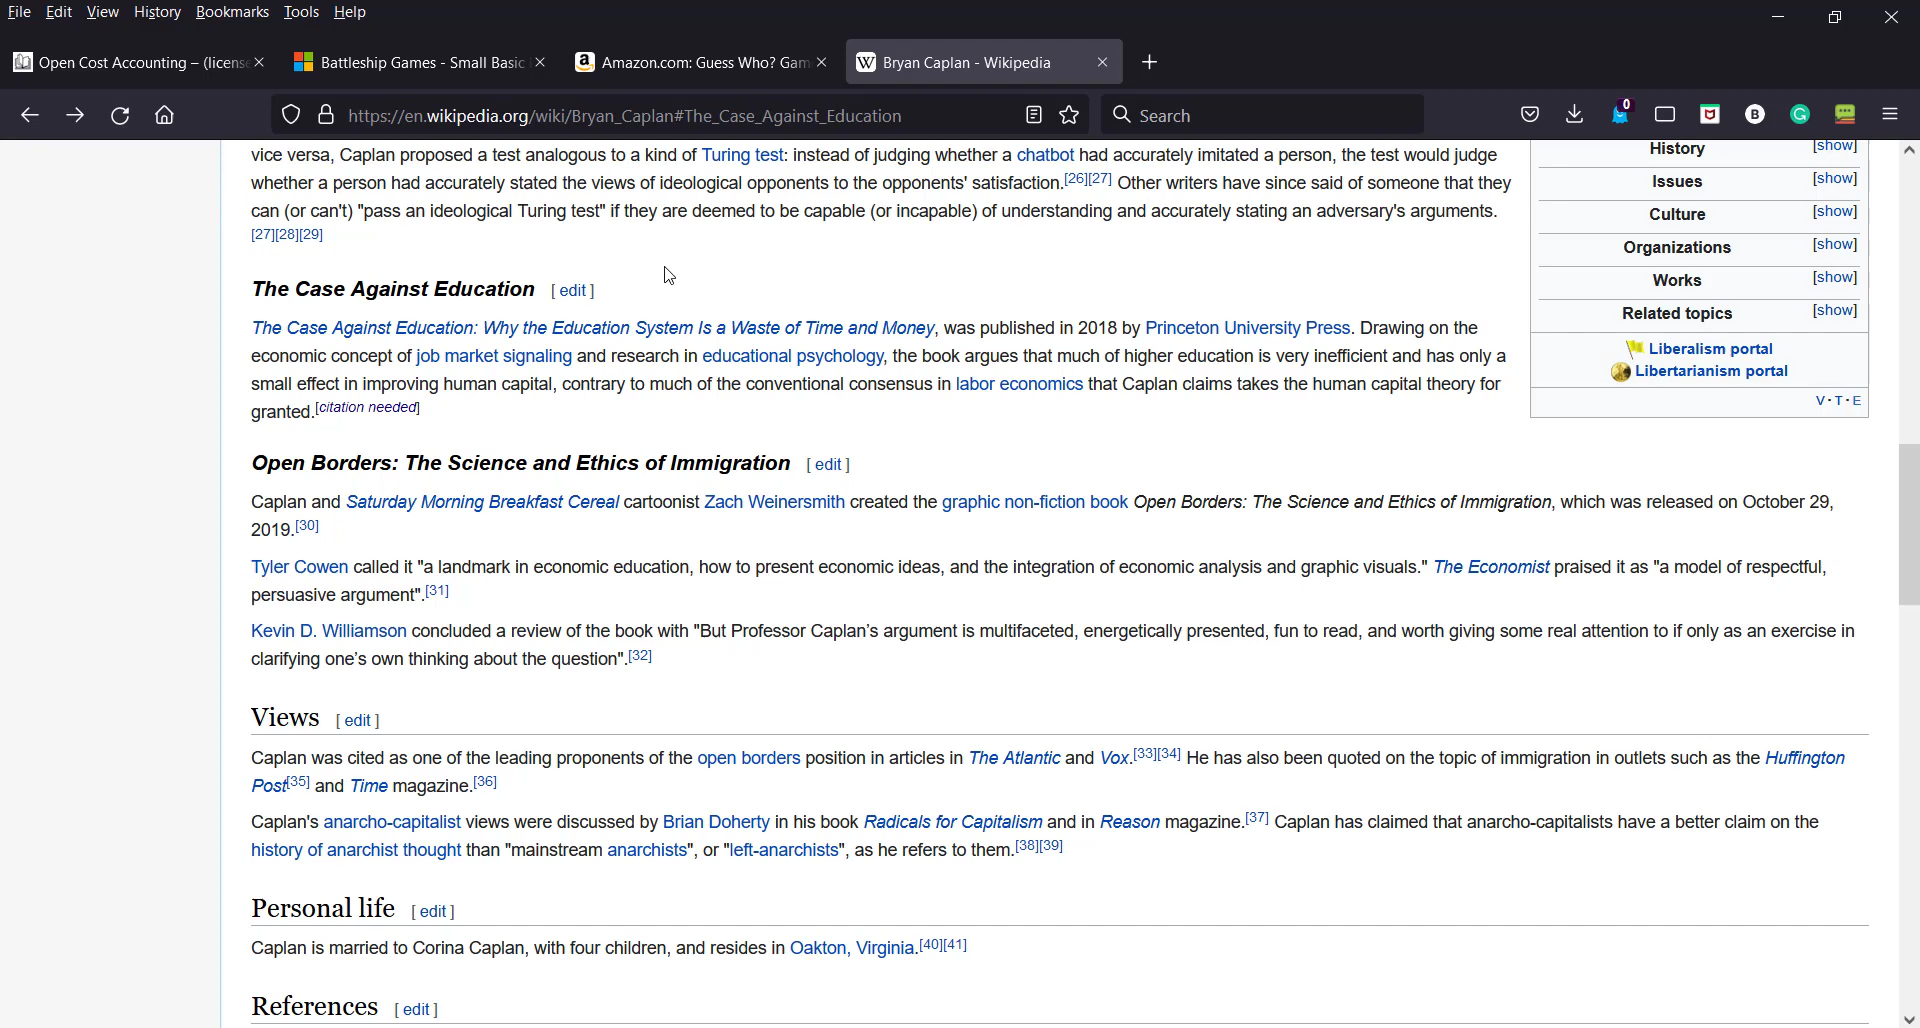 File Edit View History Bookmarks Tools Help
Open Cost Accounting – (license
Battleship Games - Small Basic
Amazon.com: Guess Who? Gam
Bryan Caplan - Wikipedia
https://en.wikipedia.org/wiki/Bryan_Caplan#The_Case_Against_Education
Search
0
vice versa, Caplan proposed a test analogous to a kind of Turing test: instead of judging whether a chatbot had accurately imitated a person, the test would judge
whether a person had accurately stated the views of ideological opponents to the opponents' satisfaction.[26][27] Other writers have since said of someone that they
can (or can't) "pass an ideological Turing test" if they are deemed to be capable (or incapable) of understanding and accurately stating an adversary's arguments.
[27][28][29]
The Case Against Education [ edit ]
The Case Against Education: Why the Education System Is a Waste of Time and Money, was published in 2018 by Princeton University Press. Drawing on the
economic concept of job market signaling and research in educational psychology, the book argues that much of higher education is very inefficient and has only a
small effect in improving human capital, contrary to much of the conventional consensus in labor economics that Caplan claims takes the human capital theory for
granted.[citation needed]
History [show]
Issues [show]
Culture [show]
Organizations [show]
Works [show]
Related topics [show]
Liberalism portal
Libertarianism portal
V · T · E
Open Borders: The Science and Ethics of Immigration [ edit ]
Caplan and Saturday Morning Breakfast Cereal cartoonist Zach Weinersmith created the graphic non-fiction book Open Borders: The Science and Ethics of Immigration, which was released on October 29,
2019.[30]
Tyler Cowen called it "a landmark in economic education, how to present economic ideas, and the integration of economic analysis and graphic visuals." The Economist praised it as "a model of respectful,
persuasive argument".[31]
Kevin D. Williamson concluded a review of the book with "But Professor Caplan’s argument is multifaceted, energetically presented, fun to read, and worth giving some real attention to if only as an exercise in
clarifying one’s own thinking about the question".[32]
Views [ edit ]
Caplan was cited as one of the leading proponents of the open borders position in articles in The Atlantic and Vox.[33][34] He has also been quoted on the topic of immigration in outlets such as the Huffington
Post[35] and Time magazine.[36]
Caplan's anarcho-capitalist views were discussed by Brian Doherty in his book Radicals for Capitalism and in Reason magazine.[37] Caplan has claimed that anarcho-capitalists have a better claim on the
history of anarchist thought than "mainstream anarchists", or "left-anarchists", as he refers to them.[38][39]
Personal life [ edit ]
Caplan is married to Corina Caplan, with four children, and resides in Oakton, Virginia.[40][41]
References [ edit ]